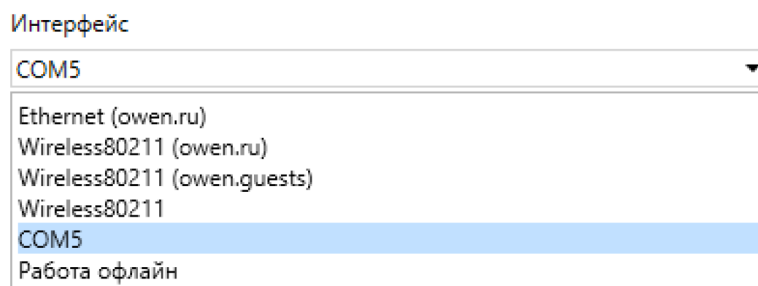 Интерфейс
COM5
Ethernet (owen.ru)
Wireless80211 (owen.ru)
Wireless80211 (owen.guests)
Wireless80211
COM5
Работа офлайн